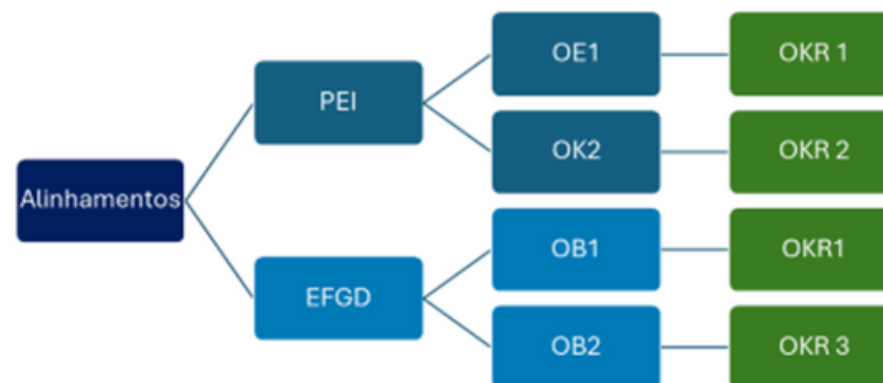 Alinhamentos
PEI
OE1
OKR 1
OK2
OKR 2
EFGD
OB1
OKR1
OB2
OKR 3